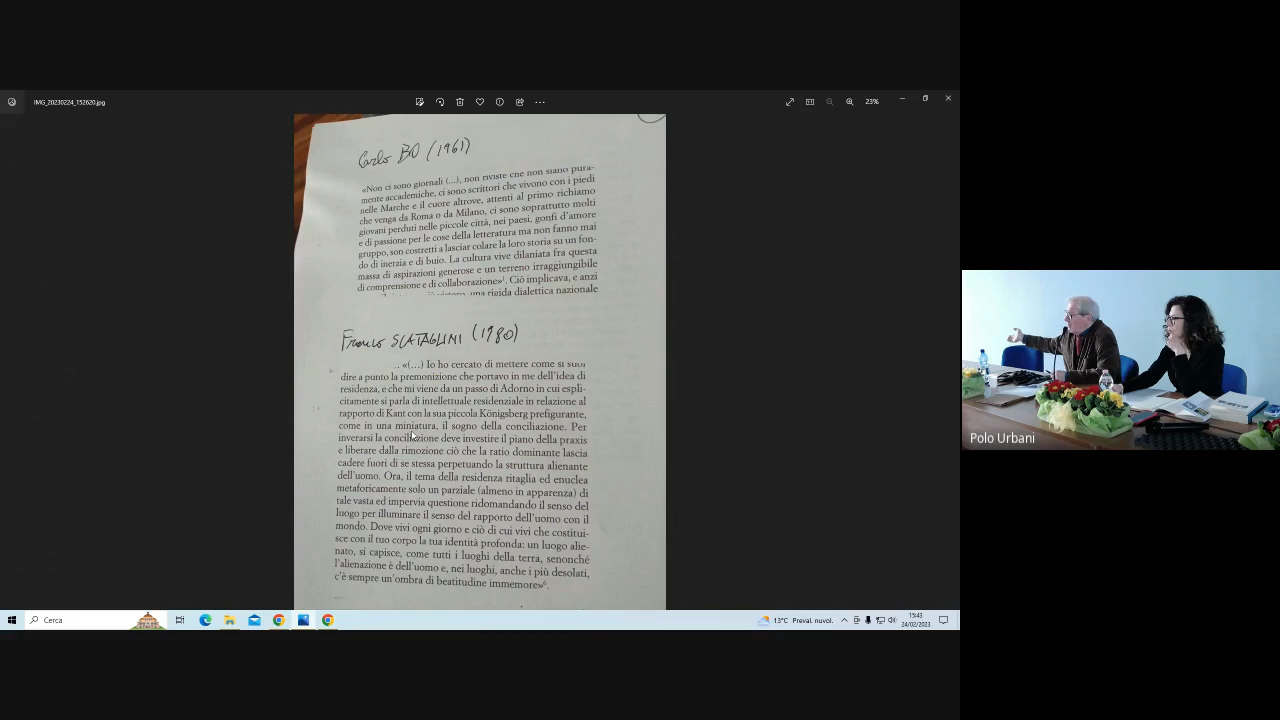 IMG_20230224_152620.jpg
23%
Carlo BO (1961)
«Non ci sono giornali (...), non riviste che non siano pura-
mente accademiche, ci sono scrittori che vivono con i piedi
nelle Marche e il cuore altrove, attenti al primo richiamo
che venga da Roma o da Milano, ci sono soprattutto molti
giovani perduti nelle piccole città, nei paesi, gonfi d'amore
e di passione per le cose della letteratura ma non fanno mai
gruppo, son costretti a lasciar colare la loro storia su un fon-
do di inerzia e di buio. La cultura vive dilaniata fra questa
massa di aspirazioni generose e un terreno irraggiungibile
di comprensione e di collaborazione»¹. Ciò implicava, e anzi
una rigida dialettica nazionale
Franco SCATAGLINI (1980)
«(...) Io ho cercato di mettere come si suol
dire a punto la premonizione che portavo in me dell'idea di
residenza, e che mi viene da un passo di Adorno in cui espli-
citamente si parla di intellettuale residenziale in relazione al
rapporto di Kant con la sua piccola Königsberg prefigurante,
come in una miniatura, il sogno della conciliazione. Per
inverarsi la conciliazione deve investire il piano della praxis
e liberare dalla rimozione ciò che la ratio dominante lascia
cadere fuori di se stessa perpetuando la struttura alienante
dell'uomo. Ora, il tema della residenza ritaglia ed enuclea
metaforicamente solo un parziale (almeno in apparenza) di
tale vasta ed impervia questione ridomandando il senso del
luogo per illuminare il senso del rapporto dell'uomo con il
mondo. Dove vivi ogni giorno e ciò di cui vivi che costitui-
sce con il tuo corpo la tua identità profonda: un luogo alie-
nato, si capisce, come tutti i luoghi della terra, senonché
l'alienazione è dell'uomo e, nei luoghi, anche i più desolati,
c'è sempre un'ombra di beatitudine immemore»⁶.
Polo Urbani
Cerca
13°C Preval. nuvol.
15:43
24/02/2023